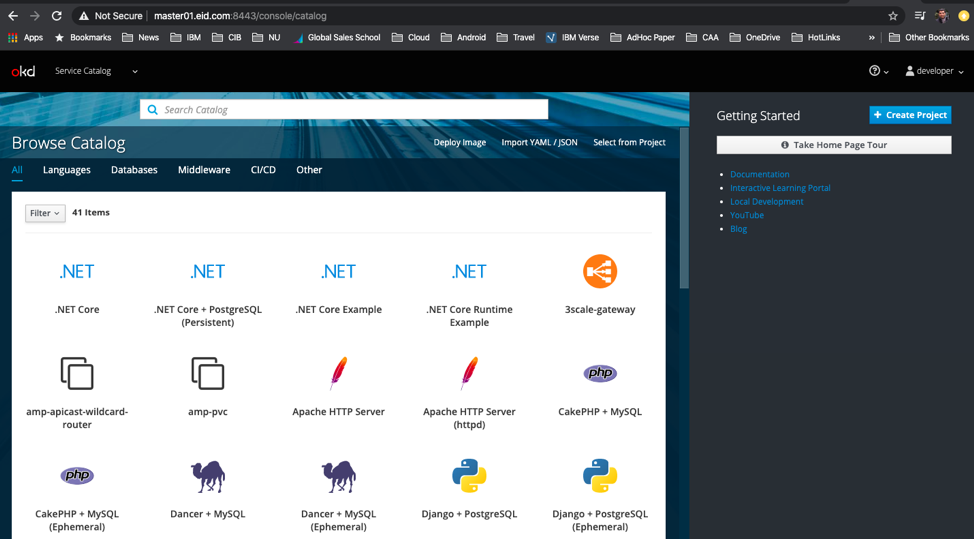 Not Secure | master01.eid.com:8443/console/catalog
Apps Bookmarks News IBM CIB NU Global Sales School Cloud Android Travel IBM Verse AdHoc Paper CAA OneDrive HotLinks » Other Bookmarks
okd Service Catalog developer
Search Catalog
Browse Catalog Deploy Image Import YAML / JSON Select from Project
All Languages Databases Middleware CI/CD Other
Filter 41 Items
.NET .NET .NET .NET
.NET Core .NET Core + PostgreSQL .NET Core Example .NET Core Runtime 3scale-gateway
(Persistent) Example
php
amp-apicast-wildcard- amp-pvc Apache HTTP Server Apache HTTP Server CakePHP + MySQL
router (httpd)
php
CakePHP + MySQL Dancer + MySQL Dancer + MySQL Django + PostgreSQL Django + PostgreSQL
(Ephemeral) (Ephemeral) (Ephemeral)
Getting Started + Create Project
Take Home Page Tour
Documentation
Interactive Learning Portal
Local Development
YouTube
Blog